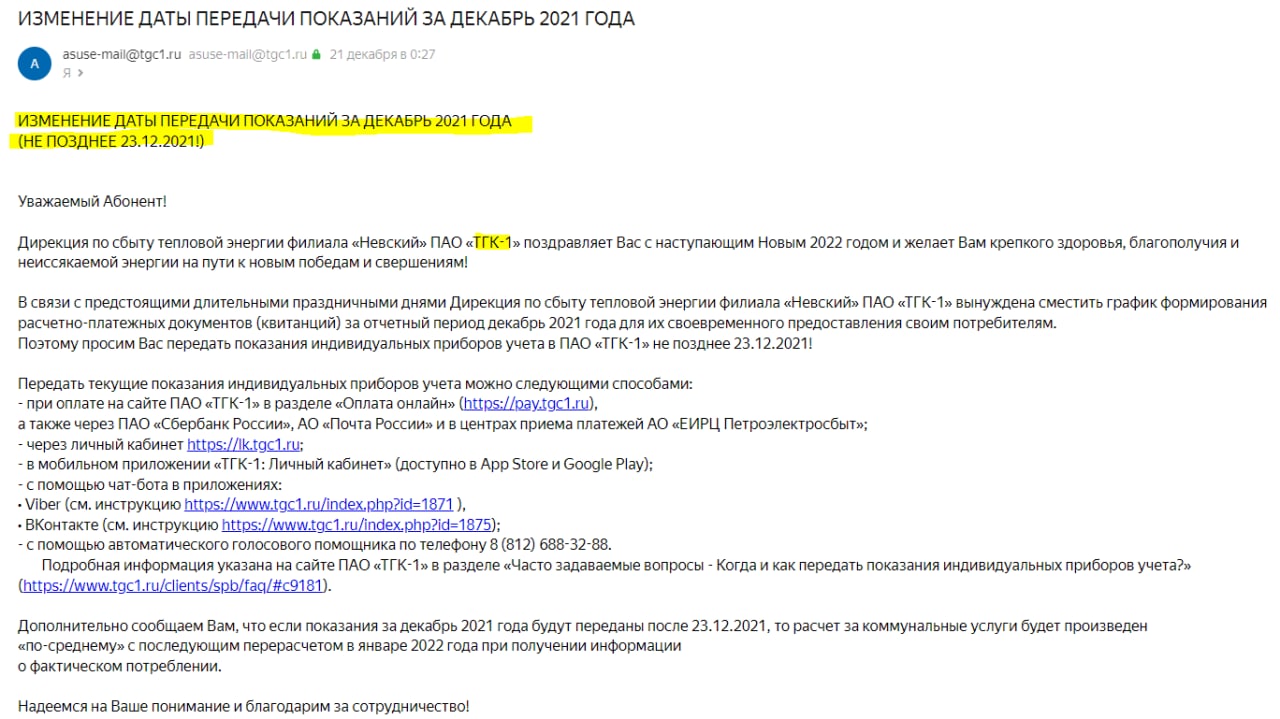 ИЗМЕНЕНИЕ ДАТЫ ПЕРЕДАЧИ ПОКАЗАНИЙ ЗА ДЕКАБРЬ 2021 ГОДА
A
asuse-mail@tgc1.ru asuse-mail@tgc1.ru 21 декабря в 0:27
Я >
ИЗМЕНЕНИЕ ДАТЫ ПЕРЕДАЧИ ПОКАЗАНИЙ ЗА ДЕКАБРЬ 2021 ГОДА
(НЕ ПОЗДНЕЕ 23.12.2021!)
Уважаемый Абонент!
Дирекция по сбыту тепловой энергии филиала «Невский» ПАО «ТГК-1» поздравляет Вас с наступающим Новым 2022 годом и желает Вам крепкого здоровья, благополучия и
неиссякаемой энергии на пути к новым победам и свершениям!
В связи с предстоящими длительными праздничными днями Дирекция по сбыту тепловой энергии филиала «Невский» ПАО «ТГК-1» вынуждена сместить график формирования
расчетно-платежных документов (квитанций) за отчетный период декабрь 2021 года для их своевременного предоставления своим потребителям.
Поэтому просим Вас передать показания индивидуальных приборов учета в ПАО «ТГК-1» не позднее 23.12.2021!
Передать текущие показания индивидуальных приборов учета можно следующими способами:
- при оплате на сайте ПАО «ТГК-1» в разделе «Оплата онлайн» (https://pay.tgc1.ru),
а также через ПАО «Сбербанк России», АО «Почта России» и в центрах приема платежей АО «ЕИРЦ Петроэлектросбыт»;
- через личный кабинет https://lk.tgc1.ru;
- в мобильном приложении «ТГК-1: Личный кабинет» (доступно в App Store и Google Play);
- с помощью чат-бота в приложениях:
• Viber (см. инструкцию https://www.tgc1.ru/index.php?id=1871 ),
• ВКонтакте (см. инструкцию https://www.tgc1.ru/index.php?id=1875);
- с помощью автоматического голосового помощника по телефону 8 (812) 688-32-88.
Подробная информация указана на сайте ПАО «ТГК-1» в разделе «Часто задаваемые вопросы - Когда и как передать показания индивидуальных приборов учета?»
(https://www.tgc1.ru/clients/spb/faq/#c9181).
Дополнительно сообщаем Вам, что если показания за декабрь 2021 года будут переданы после 23.12.2021, то расчет за коммунальные услуги будет произведен
«по-среднему» с последующим перерасчетом в январе 2022 года при получении информации
о фактическом потреблении.
Надеемся на Ваше понимание и благодарим за сотрудничество!